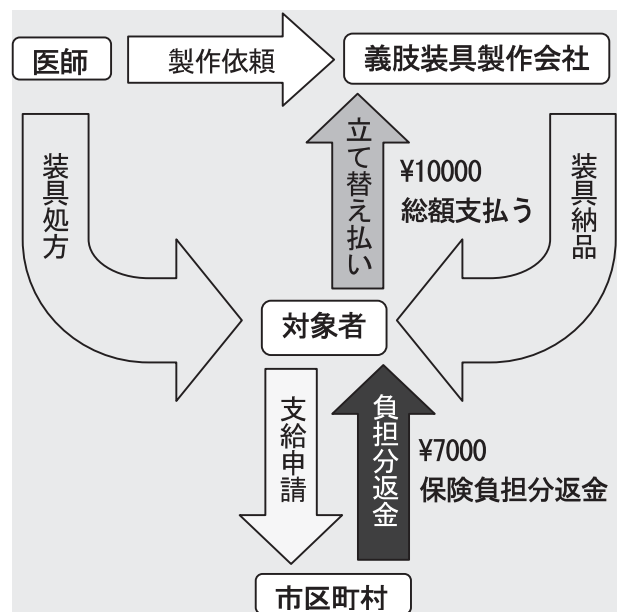 医師
製作依頼
義肢装具製作会社
装具処方
立て替え払い
¥10000
総額支払う
装具納品
対象者
支給申請
負担分返金
¥7000
保険負担分返金
市区町村